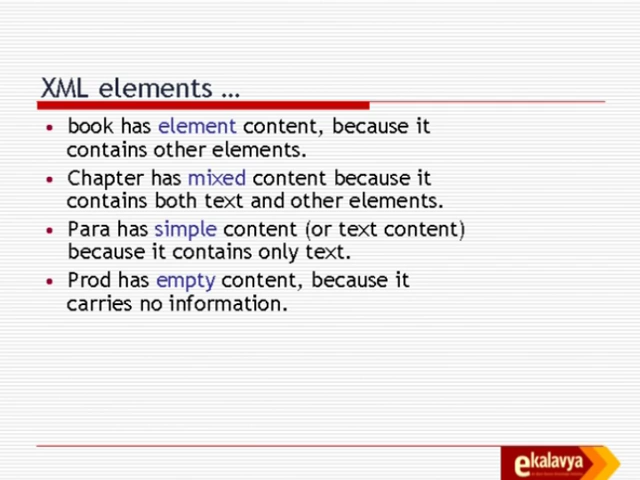 XML elements …
• book has element content, because it
contains other elements.
• Chapter has mixed content because it
contains both text and other elements.
• Para has simple content (or text content)
because it contains only text.
• Prod has empty content, because it
carries no information.
ekalavya